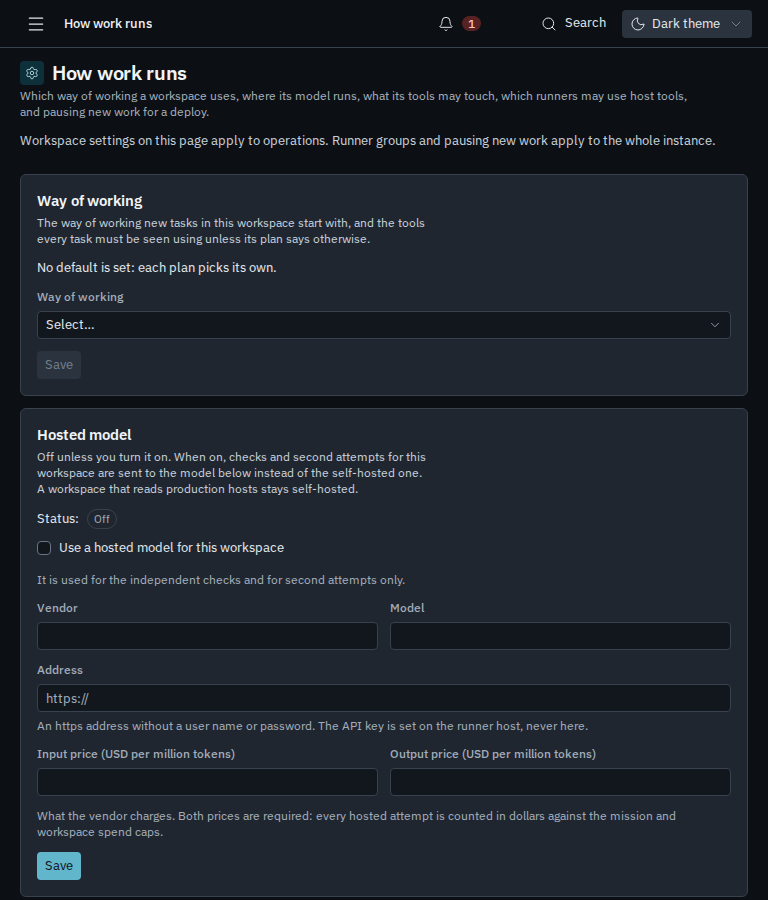 How work runs
1
Search
Dark theme
How work runs
Which way of working a workspace uses, where its model runs, what its tools may touch, which runners may use host tools,
and pausing new work for a deploy.
Workspace settings on this page apply to operations. Runner groups and pausing new work apply to the whole instance.
Way of working
The way of working new tasks in this workspace start with, and the tools
every task must be seen using unless its plan says otherwise.
No default is set: each plan picks its own.
Way of working
Select...
Save
Hosted model
Off unless you turn it on. When on, checks and second attempts for this
workspace are sent to the model below instead of the self-hosted one.
A workspace that reads production hosts stays self-hosted.
Status: Off
Use a hosted model for this workspace
It is used for the independent checks and for second attempts only.
Vendor
Model
Address
https://
An https address without a user name or password. The API key is set on the runner host, never here.
Input price (USD per million tokens)
Output price (USD per million tokens)
What the vendor charges. Both prices are required: every hosted attempt is counted in dollars against the mission and
workspace spend caps.
Save